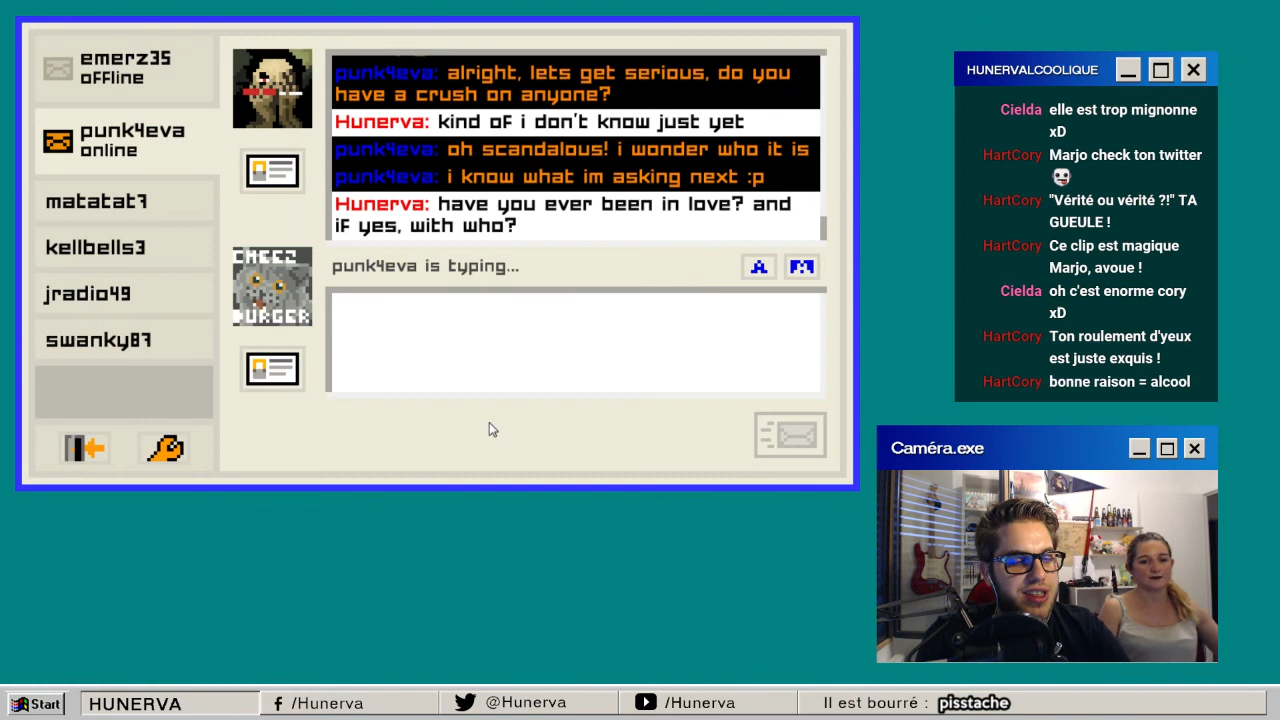 emerz35
offline
punk4eva
online
matatat7
kellbells3
jradio49
swanky87
CHEEZ
BURGER
punk4eva: alright, lets get serious, do you
have a crush on anyone?
Hunerva: kind of i don't know just yet
punk4eva: oh scandalous! i wonder who it is
punk4eva: i know what im asking next :p
Hunerva: have you ever been in love? and
if yes, with who?
punk4eva is typing...
A
HUNERVALCOOLIQUE
Cielda elle est trop mignonne
xD
HartCory Marjo check ton twitter
HartCory "Vérité ou vérité ?!" TA
GUEULE !
HartCory Ce clip est magique
Marjo, avoue !
Cielda oh c'est enorme cory
xD
HartCory Ton roulement d'yeux
est juste exquis !
HartCory bonne raison = alcool
Caméra.exe
Start
HUNERVA
/Hunerva
@Hunerva
/Hunerva
Il est bourré : pisstache